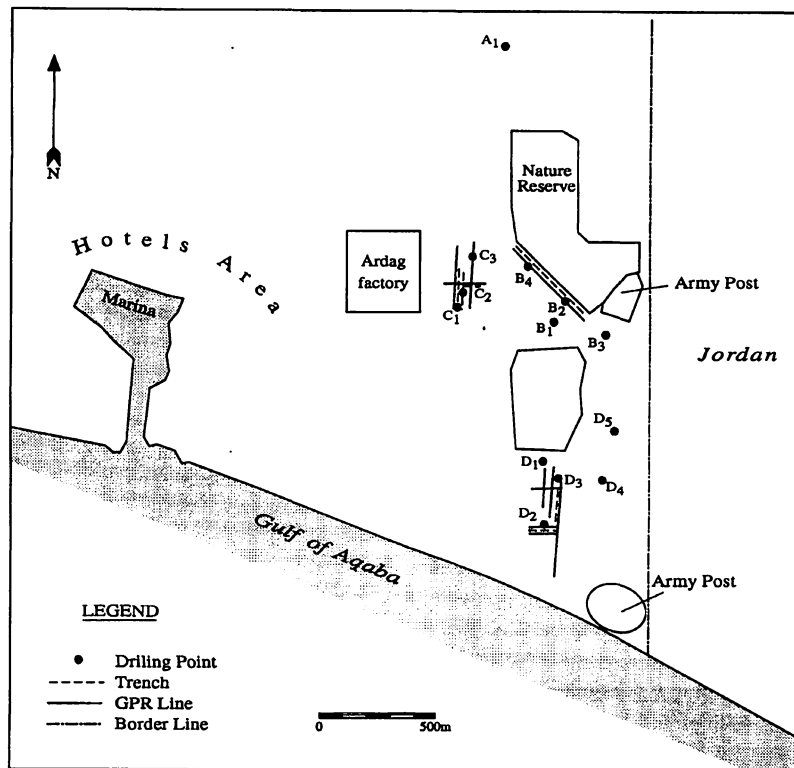 A1
N
Nature
Reserve
Hotels Area
Ardag
factory
C3
C2
C1
B4
B2
B1
B3
Army Post
Marina
Jordan
D5
D1
D3
D4
D2
Gulf of Aqaba
Army Post
LEGEND
Driling Point
Trench
GPR Line
Border Line
0
500m